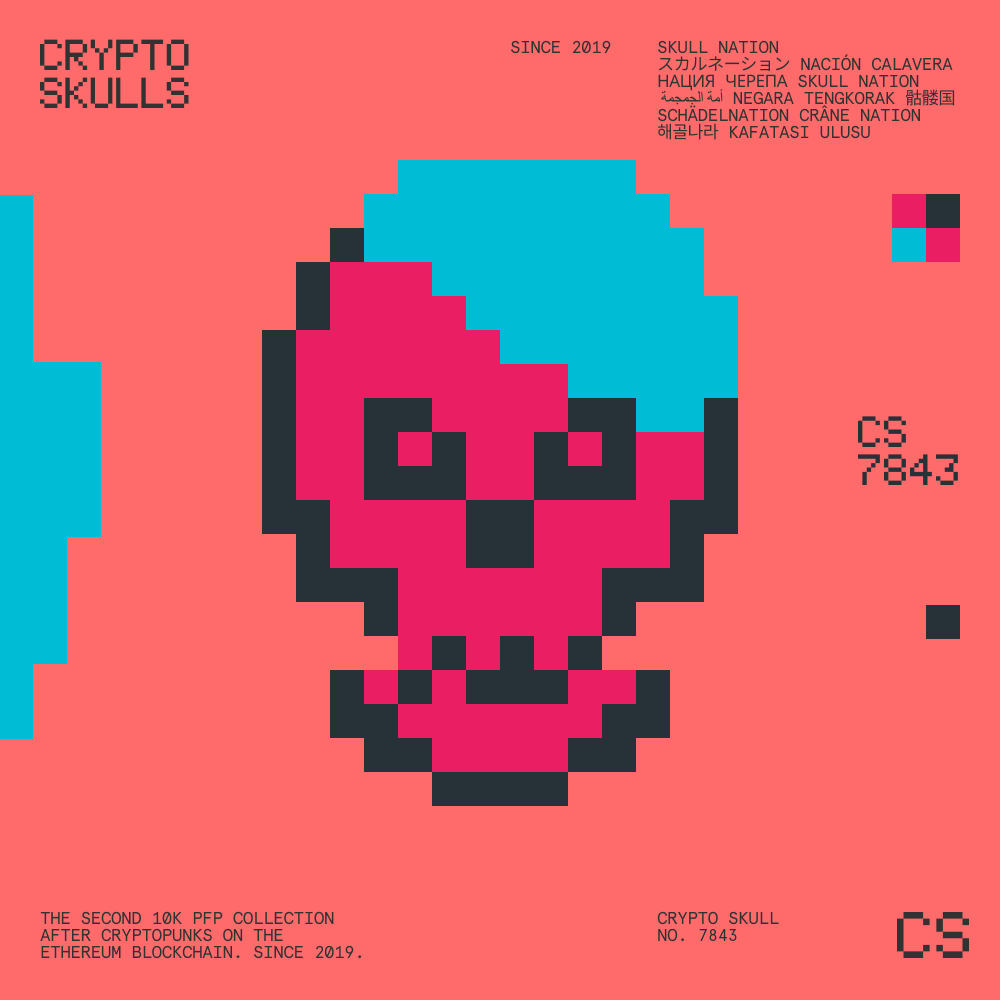 CRYPTO
SKULLS
SINCE 2019
SKULL NATION
スカルネーション NACIÓN CALAVERA
НАЦИЯ ЧЕРЕПА SKULL NATION
أمة الجمجمة NEGARA TENGKORAK 骷髅国
SCHÄDELNATION CRÂNE NATION
해골나라 KAFATASI ULUSU
CS
7843
THE SECOND 10K PFP COLLECTION
AFTER CRYPTOPUNKS ON THE
ETHEREUM BLOCKCHAIN. SINCE 2019.
CRYPTO SKULL
NO. 7843
CS